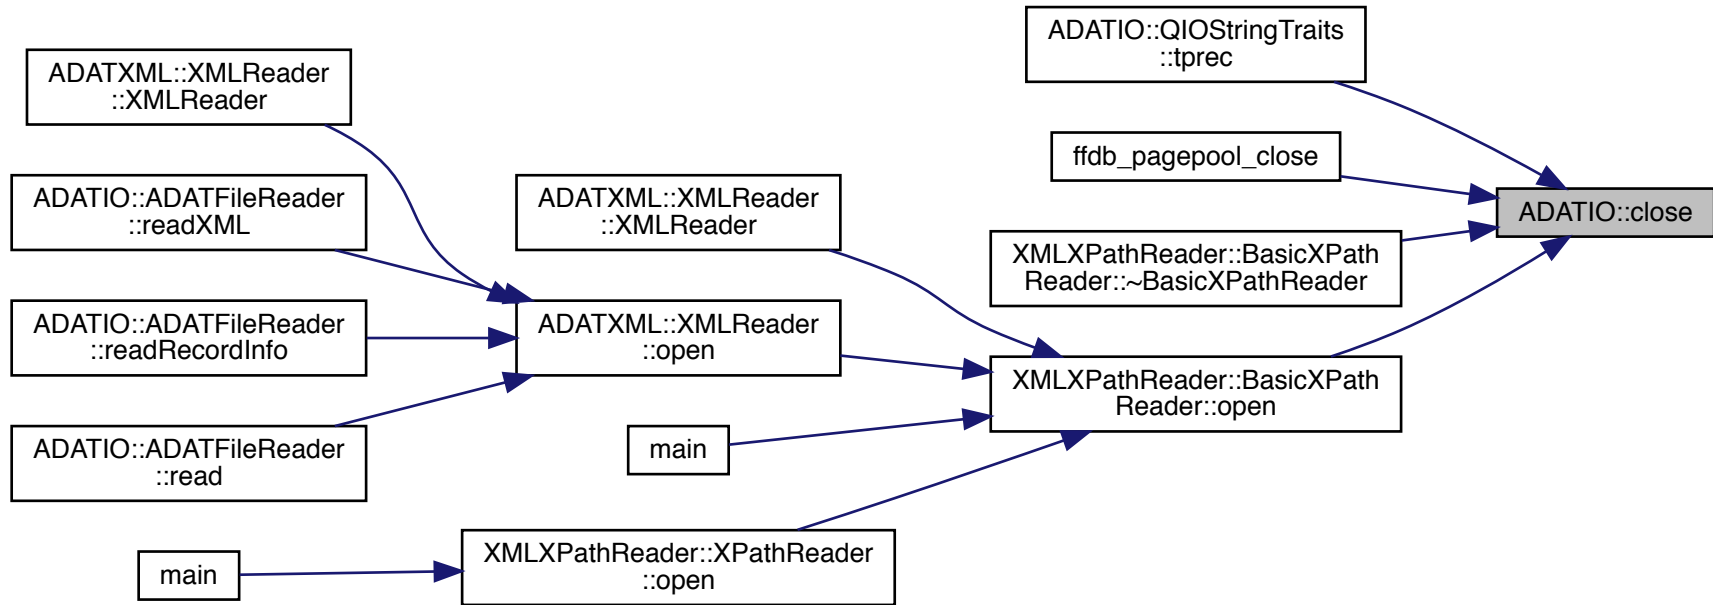 ADATIO::QIOStringTraits
::tprec
ADATXML::XMLReader
::XMLReader
ffdb_pagepool_close
ADATIO::ADATFileReader
::readXML
ADATXML::XMLReader
::XMLReader
ADATIO::close
XMLXPathReader::BasicXPath
Reader::~BasicXPathReader
ADATIO::ADATFileReader
::readRecordInfo
ADATXML::XMLReader
::open
XMLXPathReader::BasicXPath
Reader::open
ADATIO::ADATFileReader
::read
main
XMLXPathReader::XPathReader
::open
main